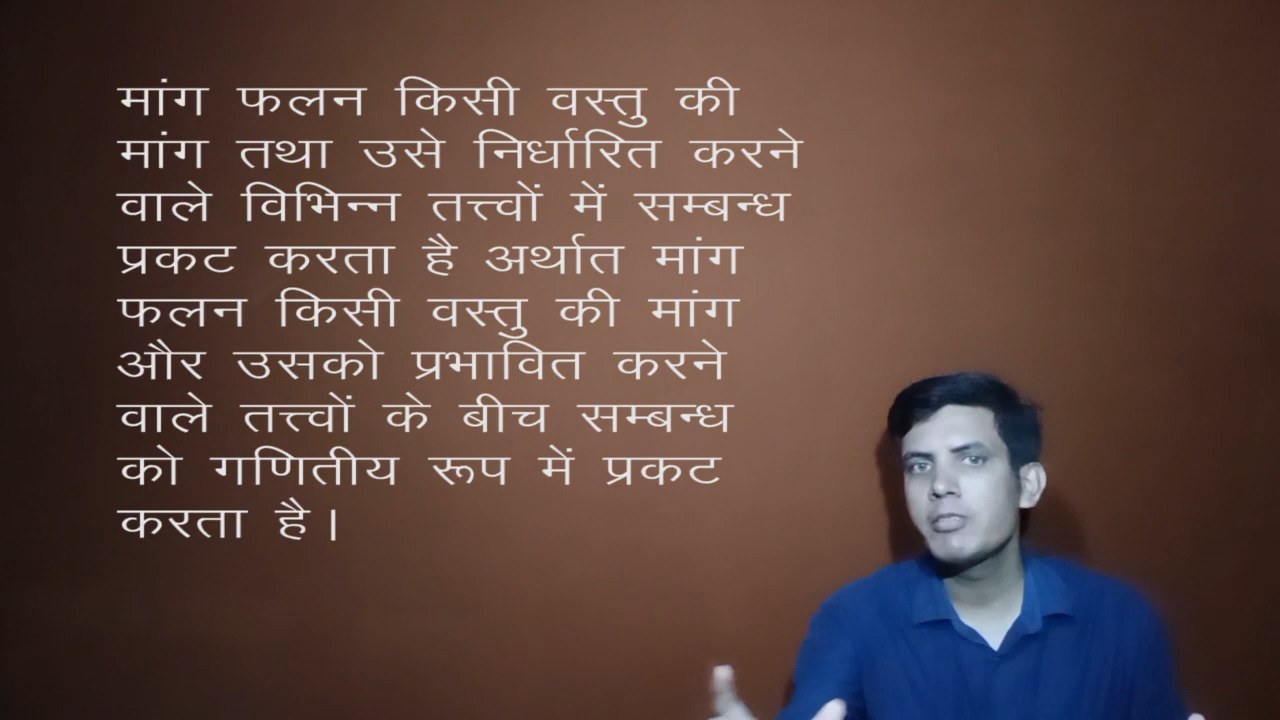 मांग फलन किसी वस्तु की
मांग तथा उसे निर्धारित करने
वाले विभिन्न तत्त्वों में सम्बन्ध
प्रकट करता है अर्थात मांग
फलन किसी वस्तु की मांग
और उसको प्रभावित करने
वाले तत्त्वों के बीच सम्बन्ध
को गणितीय रूप में प्रकट
करता है।